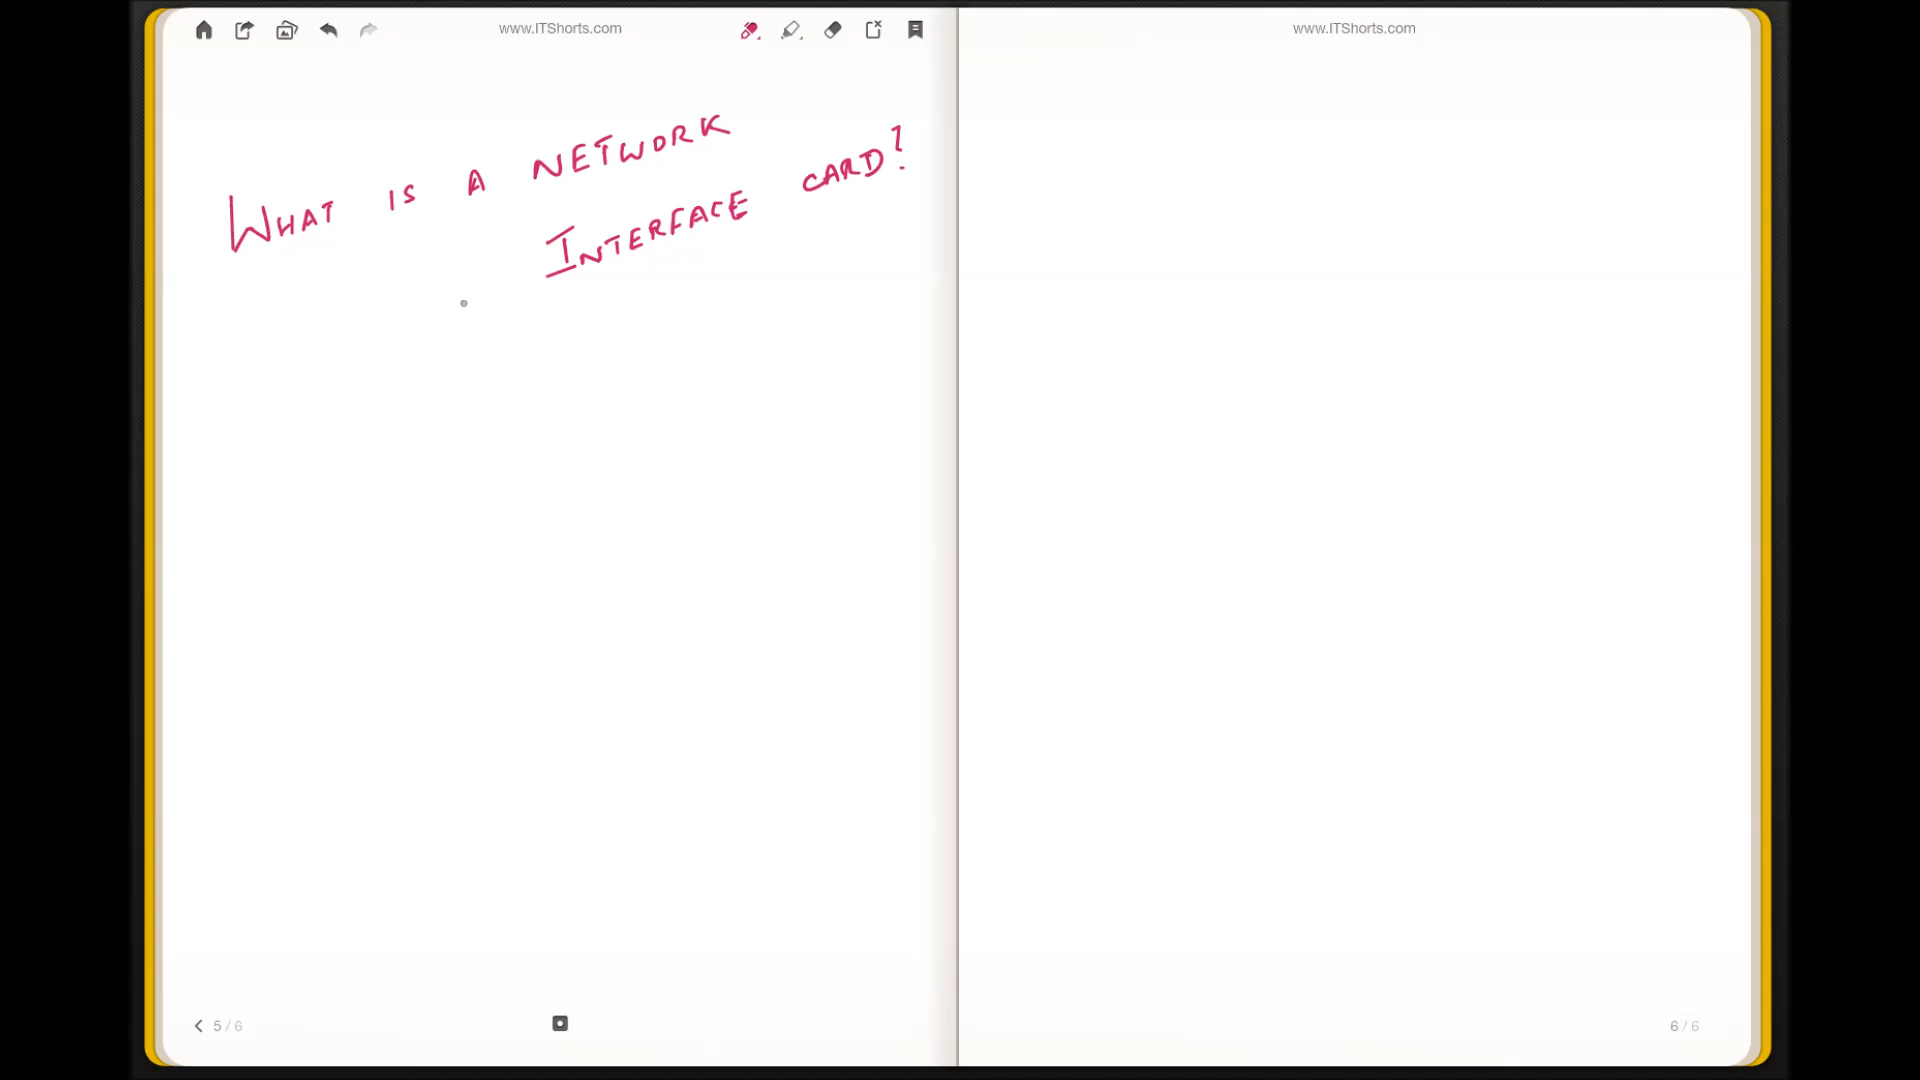 www.ITShorts.com
WHAT IS A NETWORK
INTERFACE CARD?
5 / 6
www.ITShorts.com
6 / 6